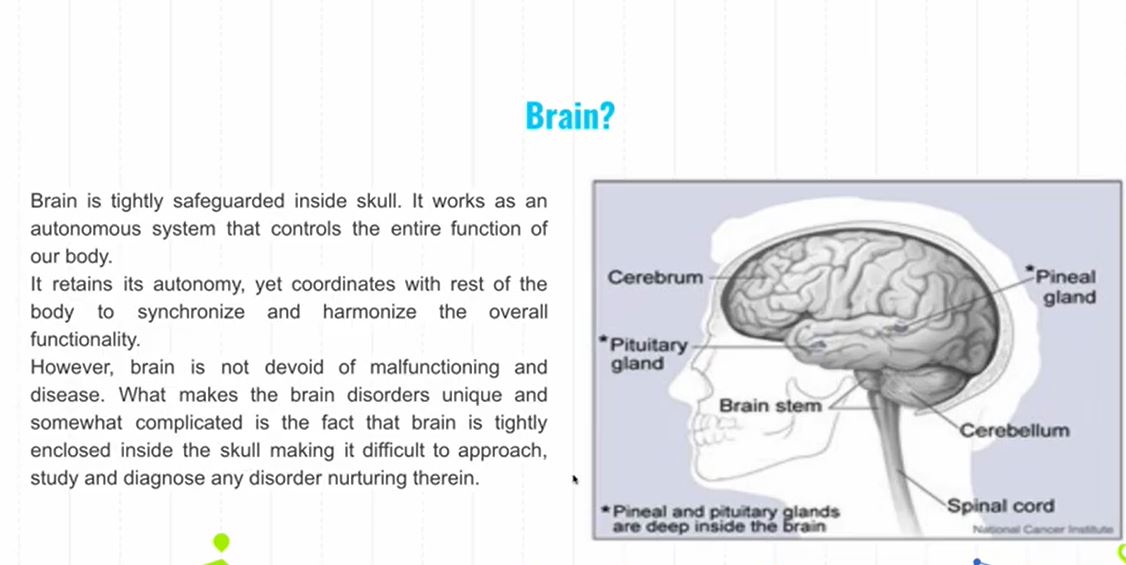 Brain?
Brain is tightly safeguarded inside skull. It works as an
autonomous system that controls the entire function of
our body.
It retains its autonomy, yet coordinates with rest of the
body to synchronize and harmonize the overall
functionality.
However, brain is not devoid of malfunctioning and
disease. What makes the brain disorders unique and
somewhat complicated is the fact that brain is tightly
enclosed inside the skull making it difficult to approach,
study and diagnose any disorder nurturing therein.
Cerebrum
*Pineal
gland
*Pituitary
gland
Brain stem
Cerebellum
Spinal cord
*Pineal and pituitary glands
are deep inside the brain
National Cancer Institute